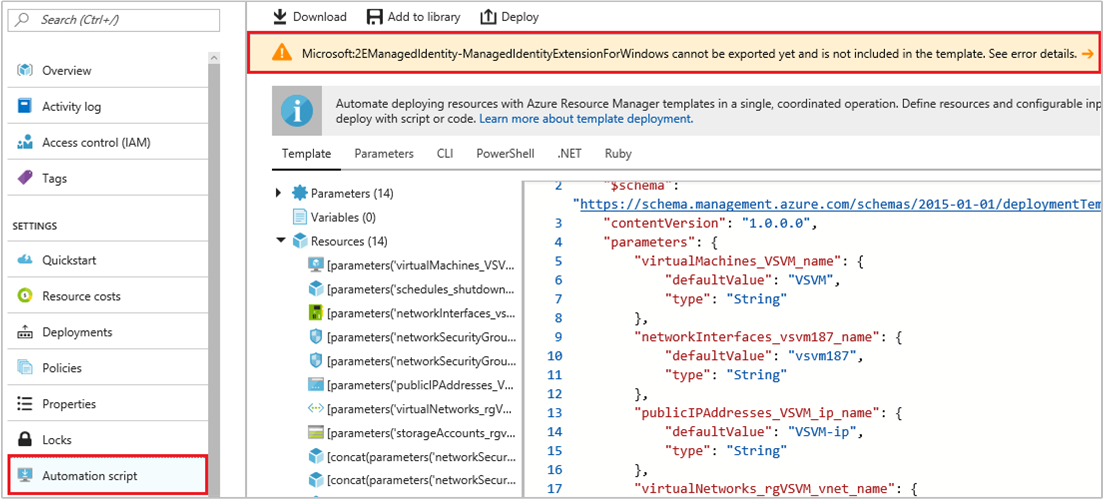 Search (Ctrl+/)
Overview
Activity log
Access control (IAM)
Tags
SETTINGS
Quickstart
Resource costs
Deployments
Policies
Properties
Locks
Automation script
Download
Add to library
Deploy
Microsoft:2EManagedIdentity-ManagedIdentityExtensionForWindows cannot be exported yet and is not included in the template. See error details.
Automate deploying resources with Azure Resource Manager templates in a single, coordinated operation. Define resources and configurable inp
deploy with script or code. Learn more about template deployment.
Template Parameters CLI PowerShell .NET Ruby
Parameters (14)
Variables (0)
Resources (14)
[parameters('virtualMachines_VSV...
[parameters('schedules_shutdown...
[parameters('networkInterfaces_vs...
[parameters('networkSecurityGrou...
[parameters('networkSecurityGrou...
[parameters('publicIPAddresses_V...
[parameters('virtualNetworks_rgV...
[parameters('storageAccounts_rgv...
[concat(parameters('networkSecur...
[concat(parameters('networkSecur...
2 "$schema":
"https://schema.management.azure.com/schemas/2015-01-01/deploymentTem
3 "contentVersion": "1.0.0.0",
4 "parameters": {
5 "virtualMachines_VSVM_name": {
6 "defaultValue": "VSVM",
7 "type": "String"
8 },
9 "networkInterfaces_vsvm187_name": {
10 "defaultValue": "vsvm187",
11 "type": "String"
12 },
13 "publicIPAddresses_VSVM_ip_name": {
14 "defaultValue": "VSVM-ip",
15 "type": "String"
16 },
17 "virtualNetworks_rgVSVM_vnet_name": {